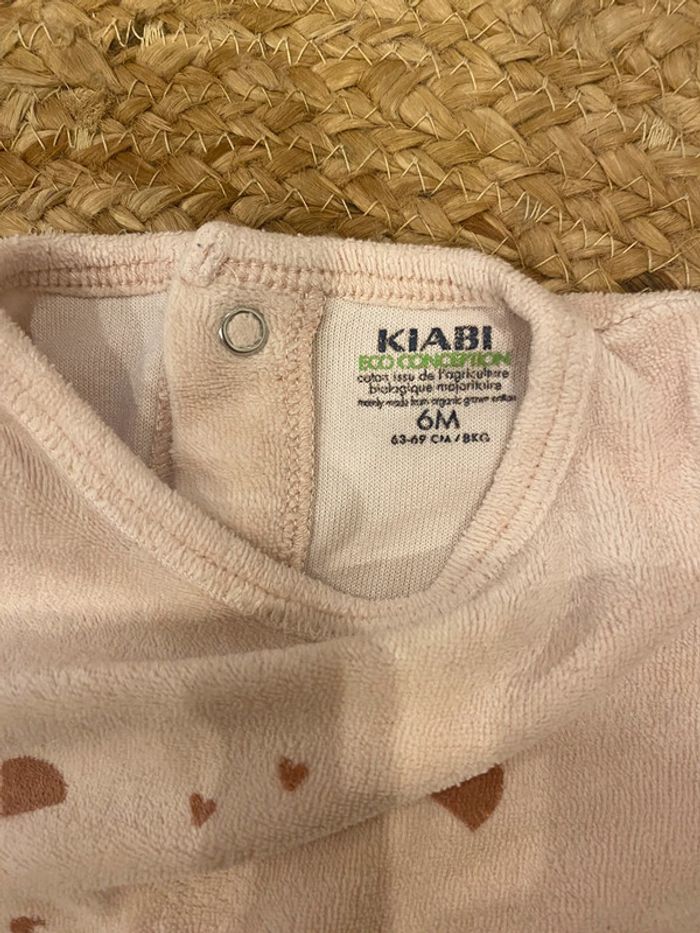 KIABI
ECO CONCEPTION
coton issu de l'agriculture
biologique majoritaire
mainly made from organic grown cotton
6M
63-69 CM / 8KG